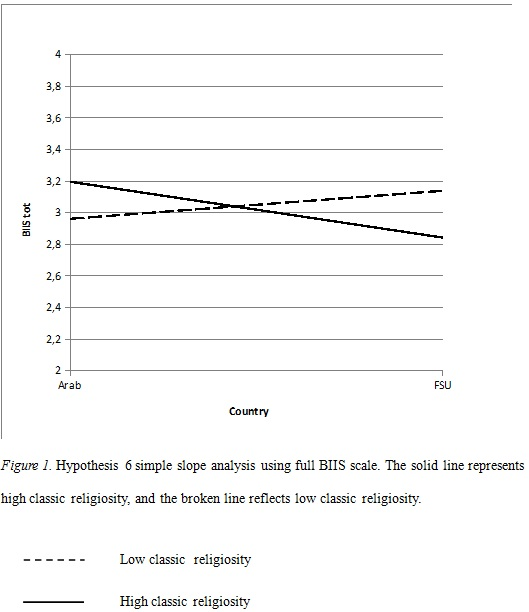 4
3,8
3,6
3,4
3,2
3
2,8
2,6
2,4
2,2
2
BIIS tot
Arab FSU
Country
Figure 1. Hypothesis 6 simple slope analysis using full BIIS scale. The solid line represents
high classic religiosity, and the broken line reflects low classic religiosity.
Low classic religiosity
High classic religiosity